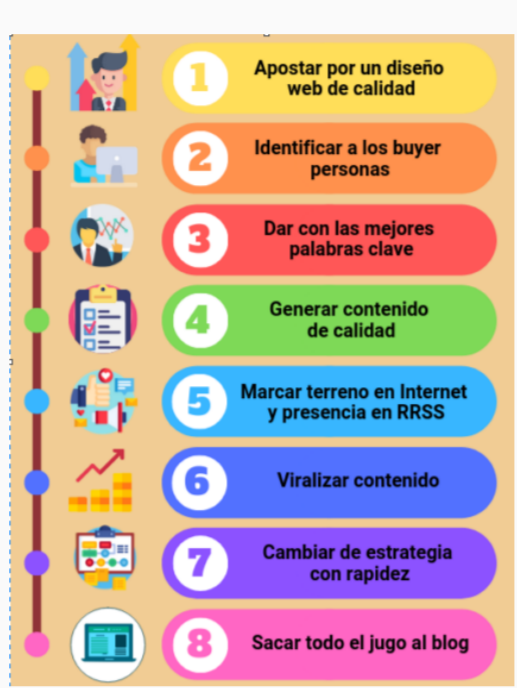 1
Apostar por un diseño
web de calidad
2
Identificar a los buyer
personas
3
Dar con las mejores
palabras clave
4
Generar contenido
de calidad
5
Marcar terreno en Internet
y presencia en RRSS
6
Viralizar contenido
7
Cambiar de estrategia
con rapidez
8
Sacar todo el jugo al blog